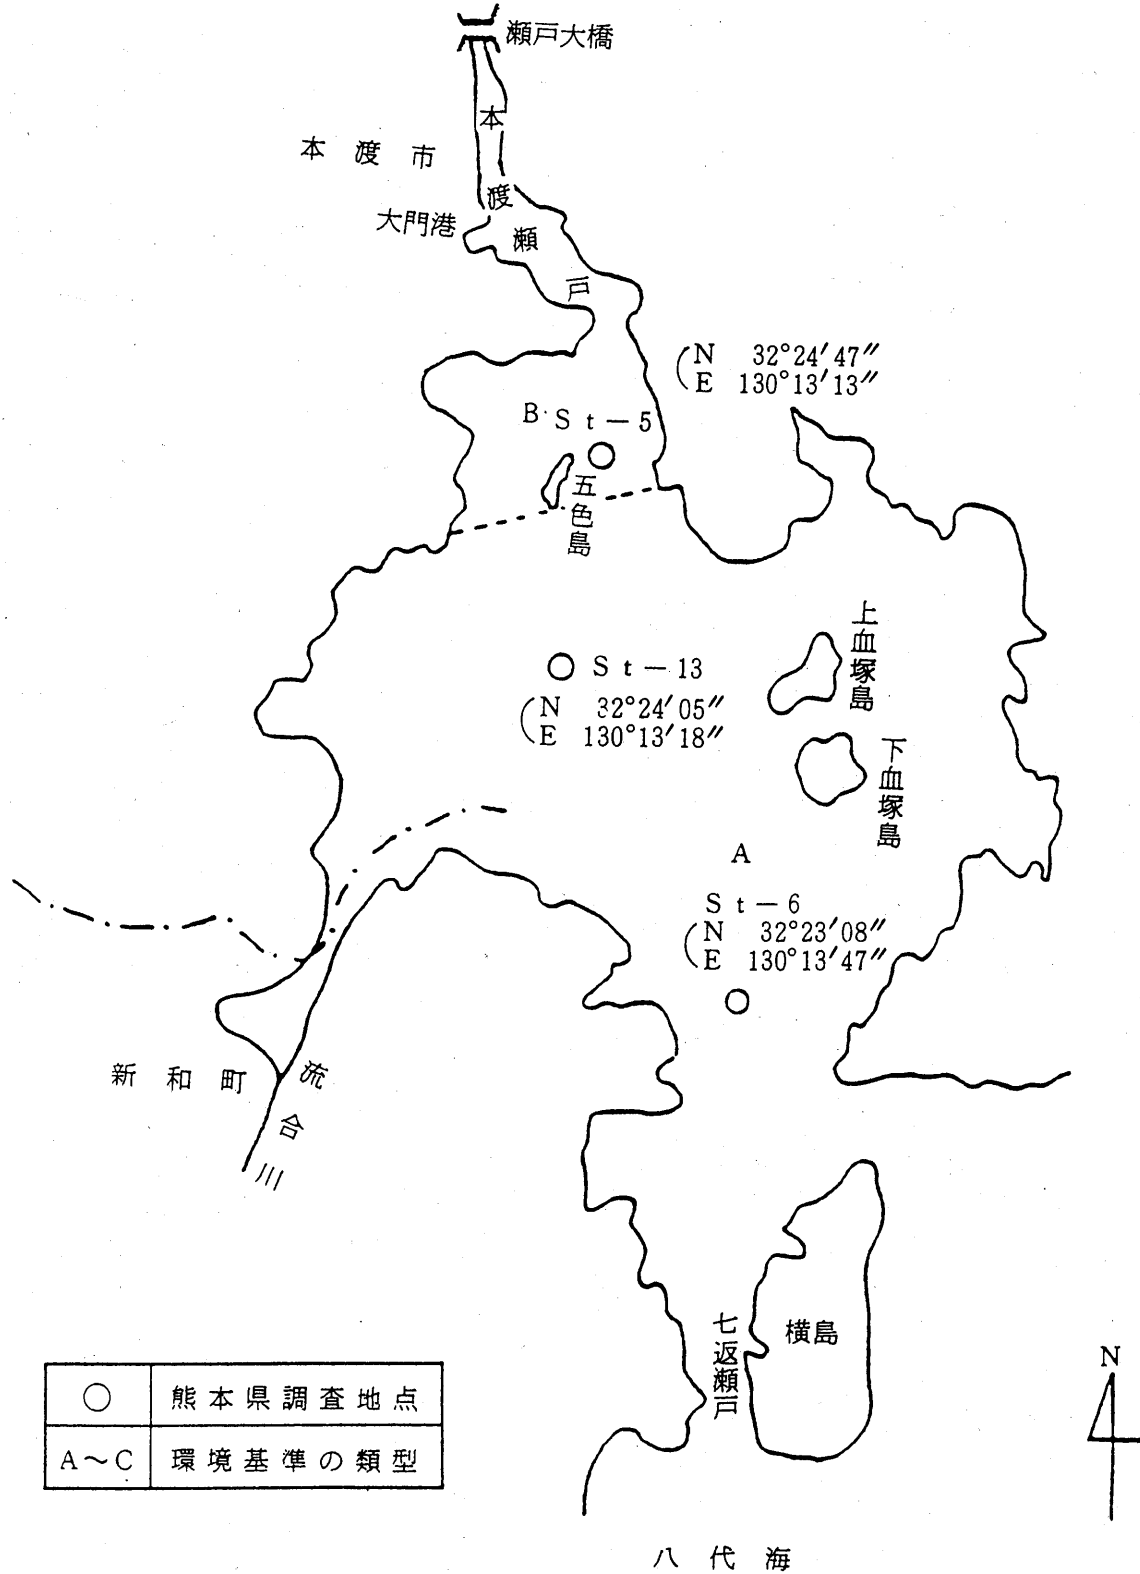 瀬戸大橋
本渡瀬戸
本渡市
大門港
N 32°24′47″
E 130°13′13″
B St-5
五色島
上血塚島
St-13
N 32°24′05″
E 130°13′18″
下血塚島
A
St-6
N 32°23′08″
E 130°13′47″
新和町
流合川
七返瀬戸
横島
N
○ 熊本県調査地点
A～C 環境基準の類型
八代海